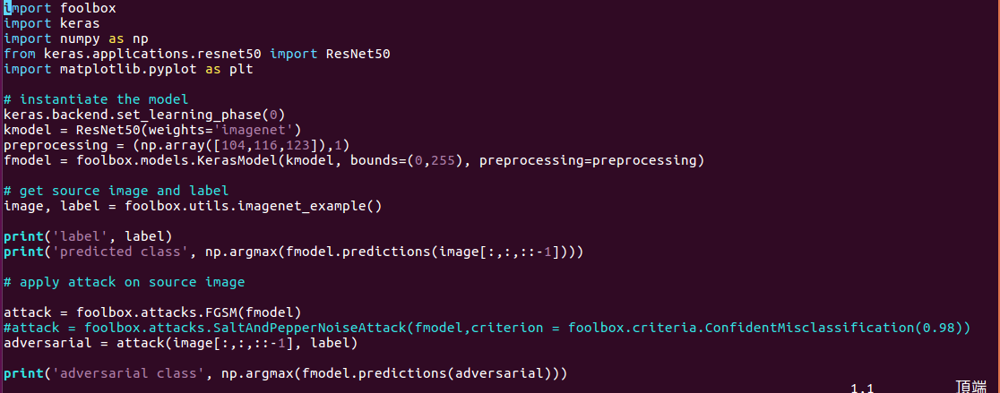 import foolbox
import keras
import numpy as np
from keras.applications.resnet50 import ResNet50
import matplotlib.pyplot as plt
# instantiate the model
keras.backend.set_learning_phase(0)
kmodel = ResNet50(weights='imagenet')
preprocessing = (np.array([104,116,123]),1)
fmodel = foolbox.models.KerasModel(kmodel, bounds=(0,255), preprocessing=preprocessing)
# get source image and label
image, label = foolbox.utils.imagenet_example()
print('label', label)
print('predicted class', np.argmax(fmodel.predictions(image[:,:,::-1])))
# apply attack on source image
attack = foolbox.attacks.FGSM(fmodel)
#attack = foolbox.attacks.SaltAndPepperNoiseAttack(fmodel,criterion = foolbox.criteria.ConfidentMisclassification(0.98))
adversarial = attack(image[:,:,::-1], label)
print('adversarial class', np.argmax(fmodel.predictions(adversarial)))
1,1 頂端